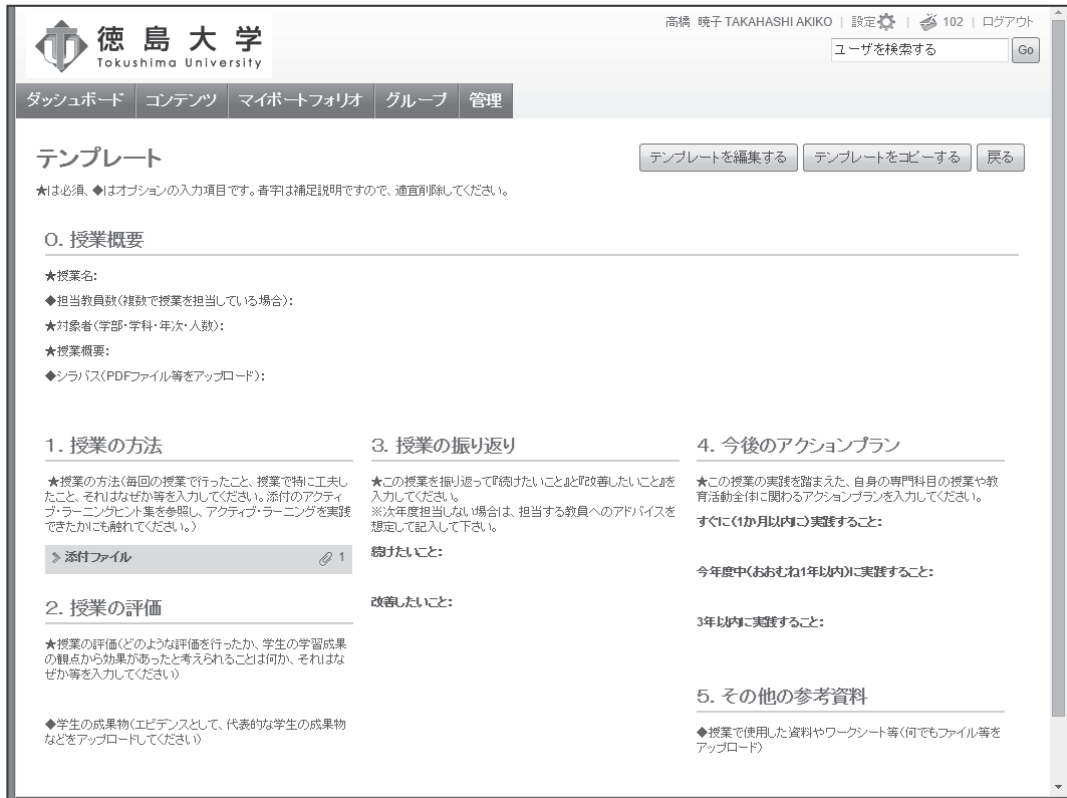 徳島大学
Tokushima University
高橋 暁子 TAKAHASHI AKIKO | 設定 | 102 | ログアウト
ユーザを検索する Go
ダッシュボード コンテンツ マイポートフォリオ グループ 管理
テンプレート
テンプレートを編集する テンプレートをコピーする 戻る
★は必須、◆はオプションの入力項目です。青字は補足説明ですので、適宜削除してください。
0. 授業概要
★授業名:
◆担当教員数(複数で授業を担当している場合):
★対象者(学部・学科・年次・人数):
★授業概要:
◆シラバス(PDFファイル等をアップロード):
1. 授業の方法
★授業の方法(毎回の授業で行ったこと、授業で特に工夫し
たこと、それはなぜか等を入力してください。添付のアクティ
ブ・ラーニングヒント集を参照し、アクティブ・ラーニングを実践
できたかにも触れてください。)
添付ファイル 1
2. 授業の評価
★授業の評価(どのような評価を行ったか、学生の学習成果
の観点から効果があったと考えられることは何か、それはな
ぜか等を入力してください)
◆学生の成果物(エビデンスとして、代表的な学生の成果物
などをアップロードしてください)
3. 授業の振り返り
★この授業を振り返って『続けたいこと』と『改善したいこと』を
入力してください。
※次年度担当しない場合は、担当する教員へのアドバイスを
想定して記入して下さい。
続けたいこと:
改善したいこと:
4. 今後のアクションプラン
★この授業の実践を踏まえた、自身の専門科目の授業や教
育活動全体に関わるアクションプランを入力してください。
すぐに(1か月以内に)実践すること:
今年度中(おおむね1年以内)に実践すること:
3年以内に実践すること:
5. その他の参考資料
◆授業で使用した資料やワークシート等(何でもファイル等を
アップロード)